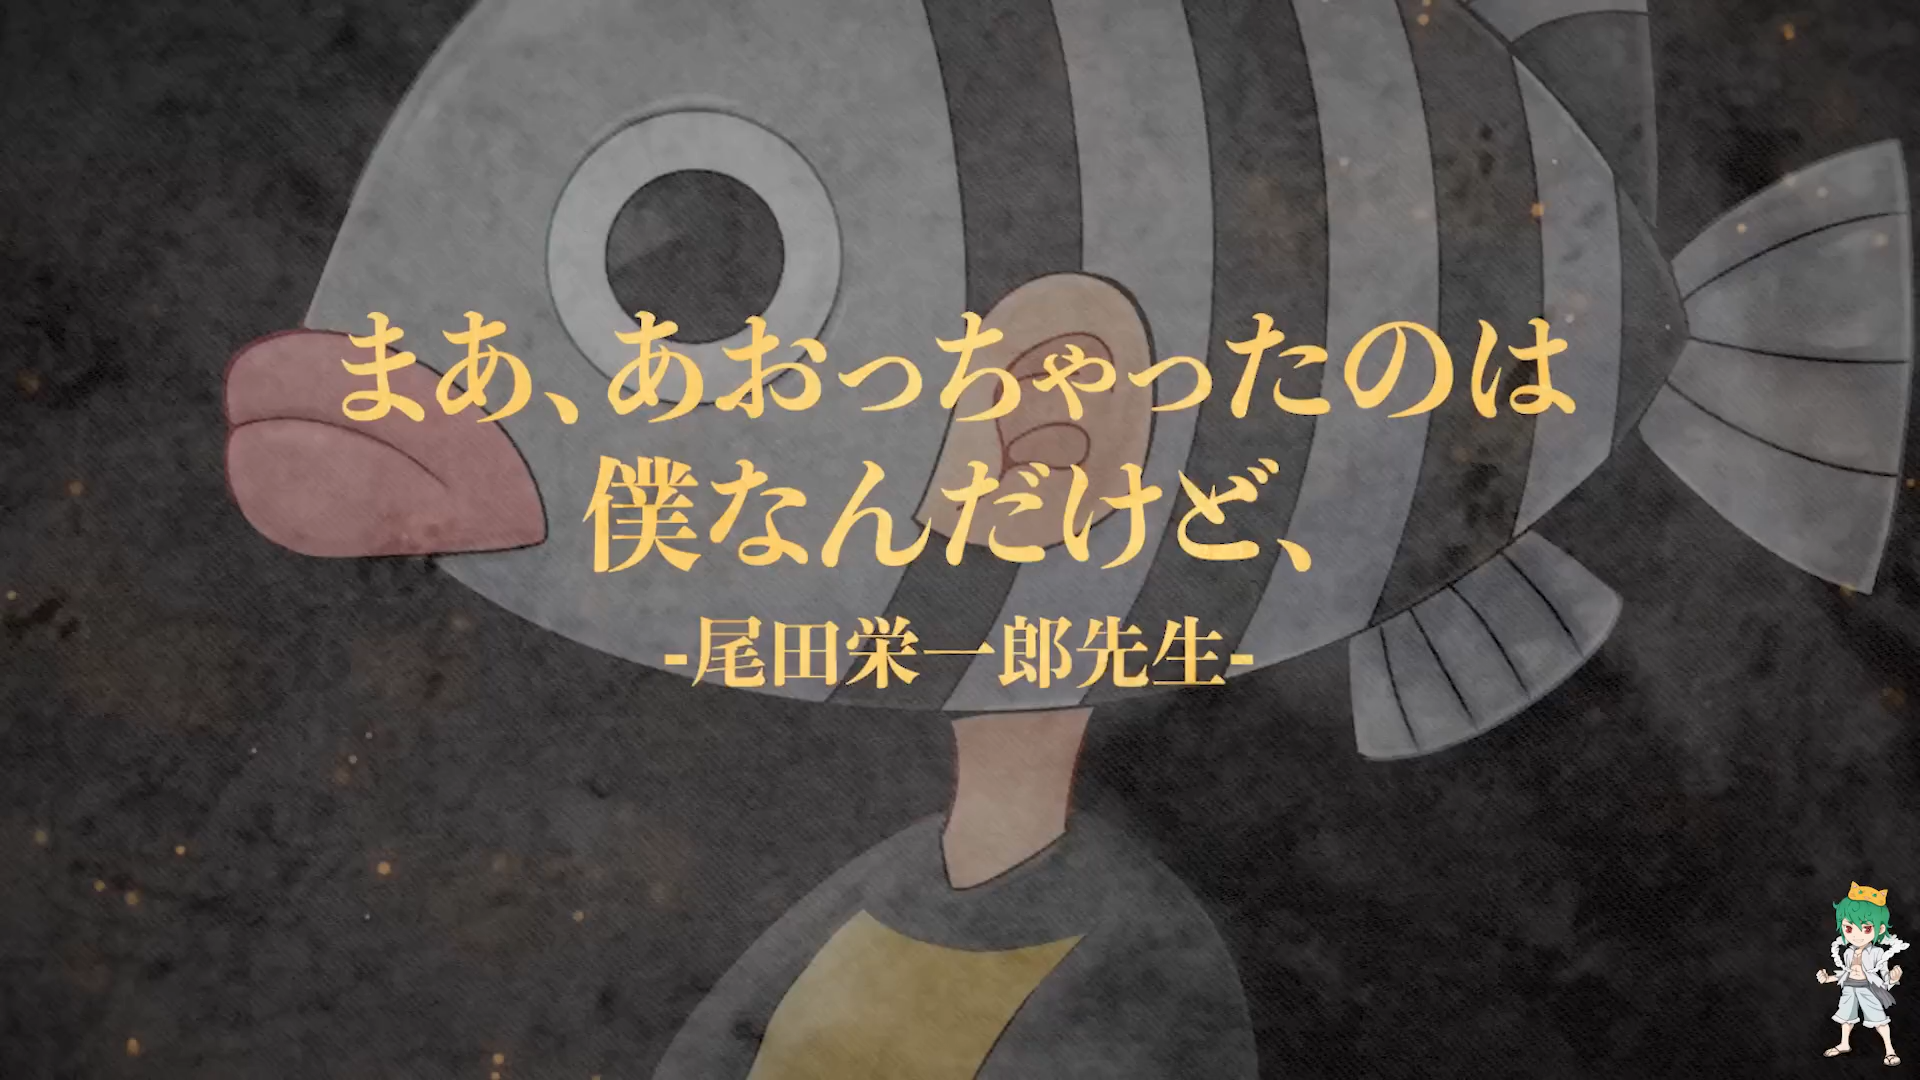 まあ、あおっちゃったのは
僕なんだけど、
-尾田栄一郎先生-